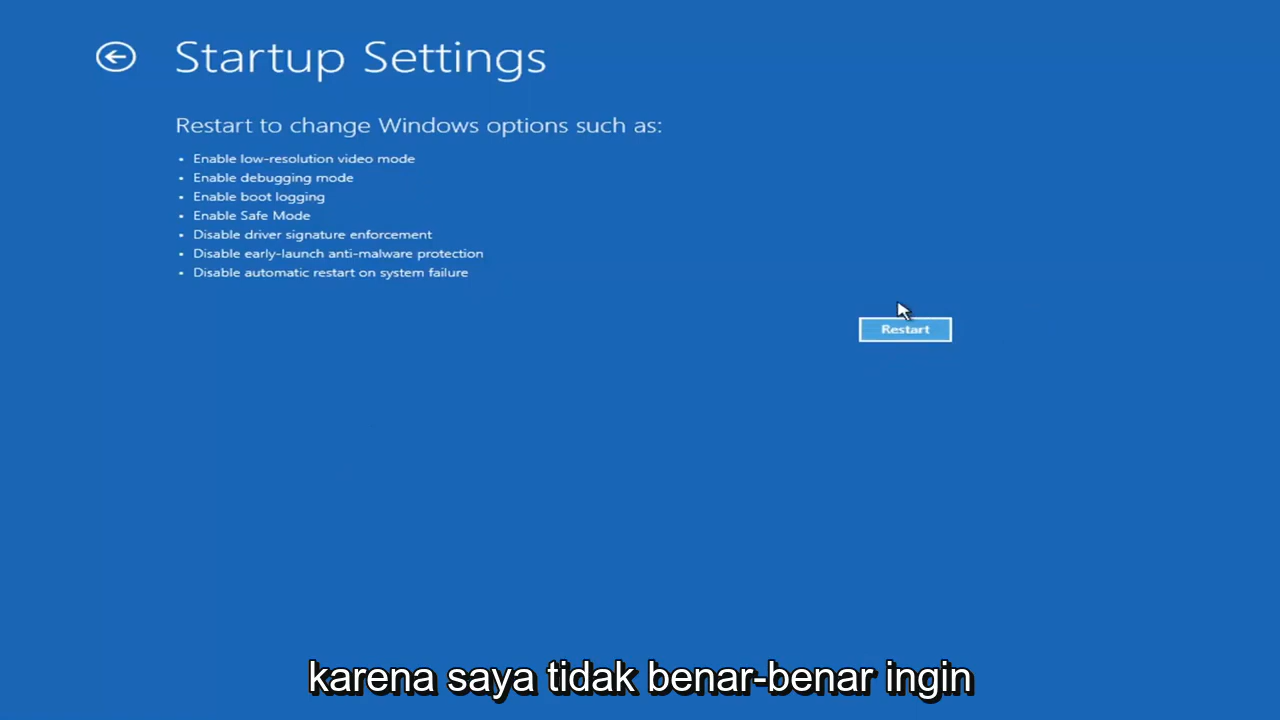 Startup Settings
Restart to change Windows options such as:
• Enable low-resolution video mode
• Enable debugging mode
• Enable boot logging
• Enable Safe Mode
• Disable driver signature enforcement
• Disable early-launch anti-malware protection
• Disable automatic restart on system failure
Restart
karena saya tidak benar-benar ingin